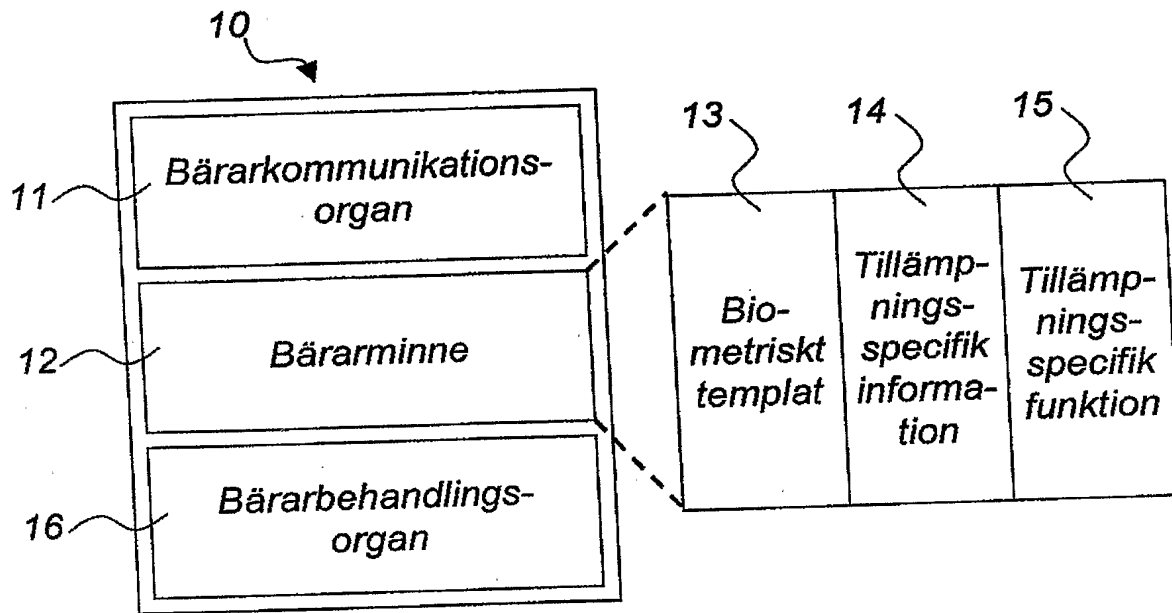 10
11
Bärarkommunikations-
organ
12
Bärarminne
16
Bärarbehandlings-
organ
13
Bio-
metriskt
templat
14
Tillämp-
nings-
specifik
informa-
tion
15
Tillämp-
nings-
specifik
funktion